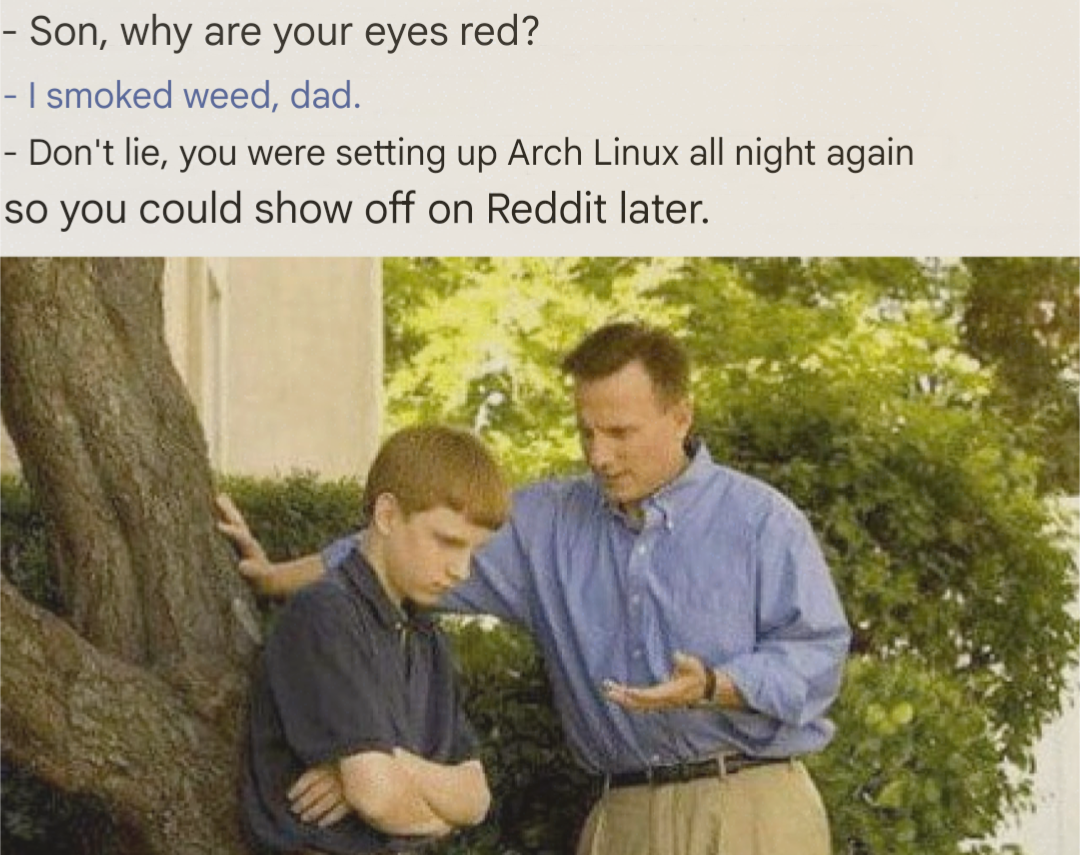 - Son, why are your eyes red?
- I smoked weed, dad.
- Don't lie, you were setting up Arch Linux all night again
so you could show off on Reddit later.